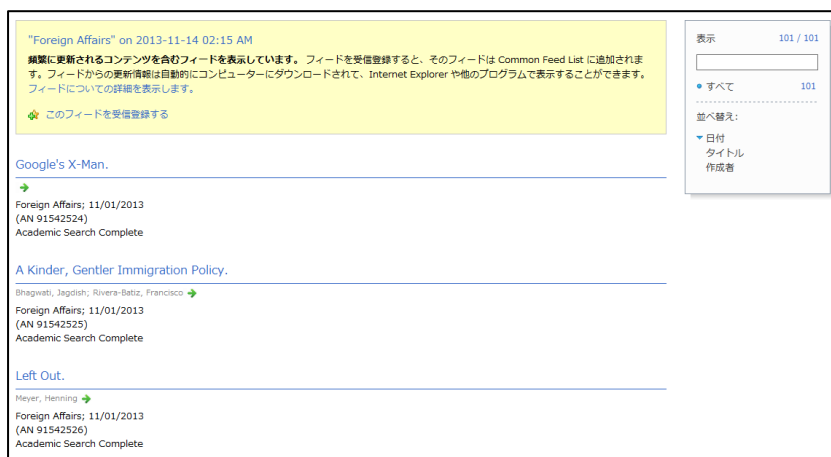 "Foreign Affairs" on 2013-11-14 02:15 AM
頻繁に更新されるコンテンツを含むフィードを表示しています。 フィードを受信登録すると、そのフィードは Common Feed List に追加されま
す。フィードからの更新情報は自動的にコンピューターにダウンロードされて、Internet Explorer や他のプログラムで表示することができます。
フィードについての詳細を表示します。
このフィードを受信登録する
Google's X-Man.
Foreign Affairs; 11/01/2013
(AN 91542524)
Academic Search Complete
A Kinder, Gentler Immigration Policy.
Bhagwati, Jagdish; Rivera-Batiz, Francisco
Foreign Affairs; 11/01/2013
(AN 91542525)
Academic Search Complete
Left Out.
Meyer, Henning
Foreign Affairs; 11/01/2013
(AN 91542526)
Academic Search Complete
表示 101 / 101
すべて 101
並べ替え:
日付
タイトル
作成者